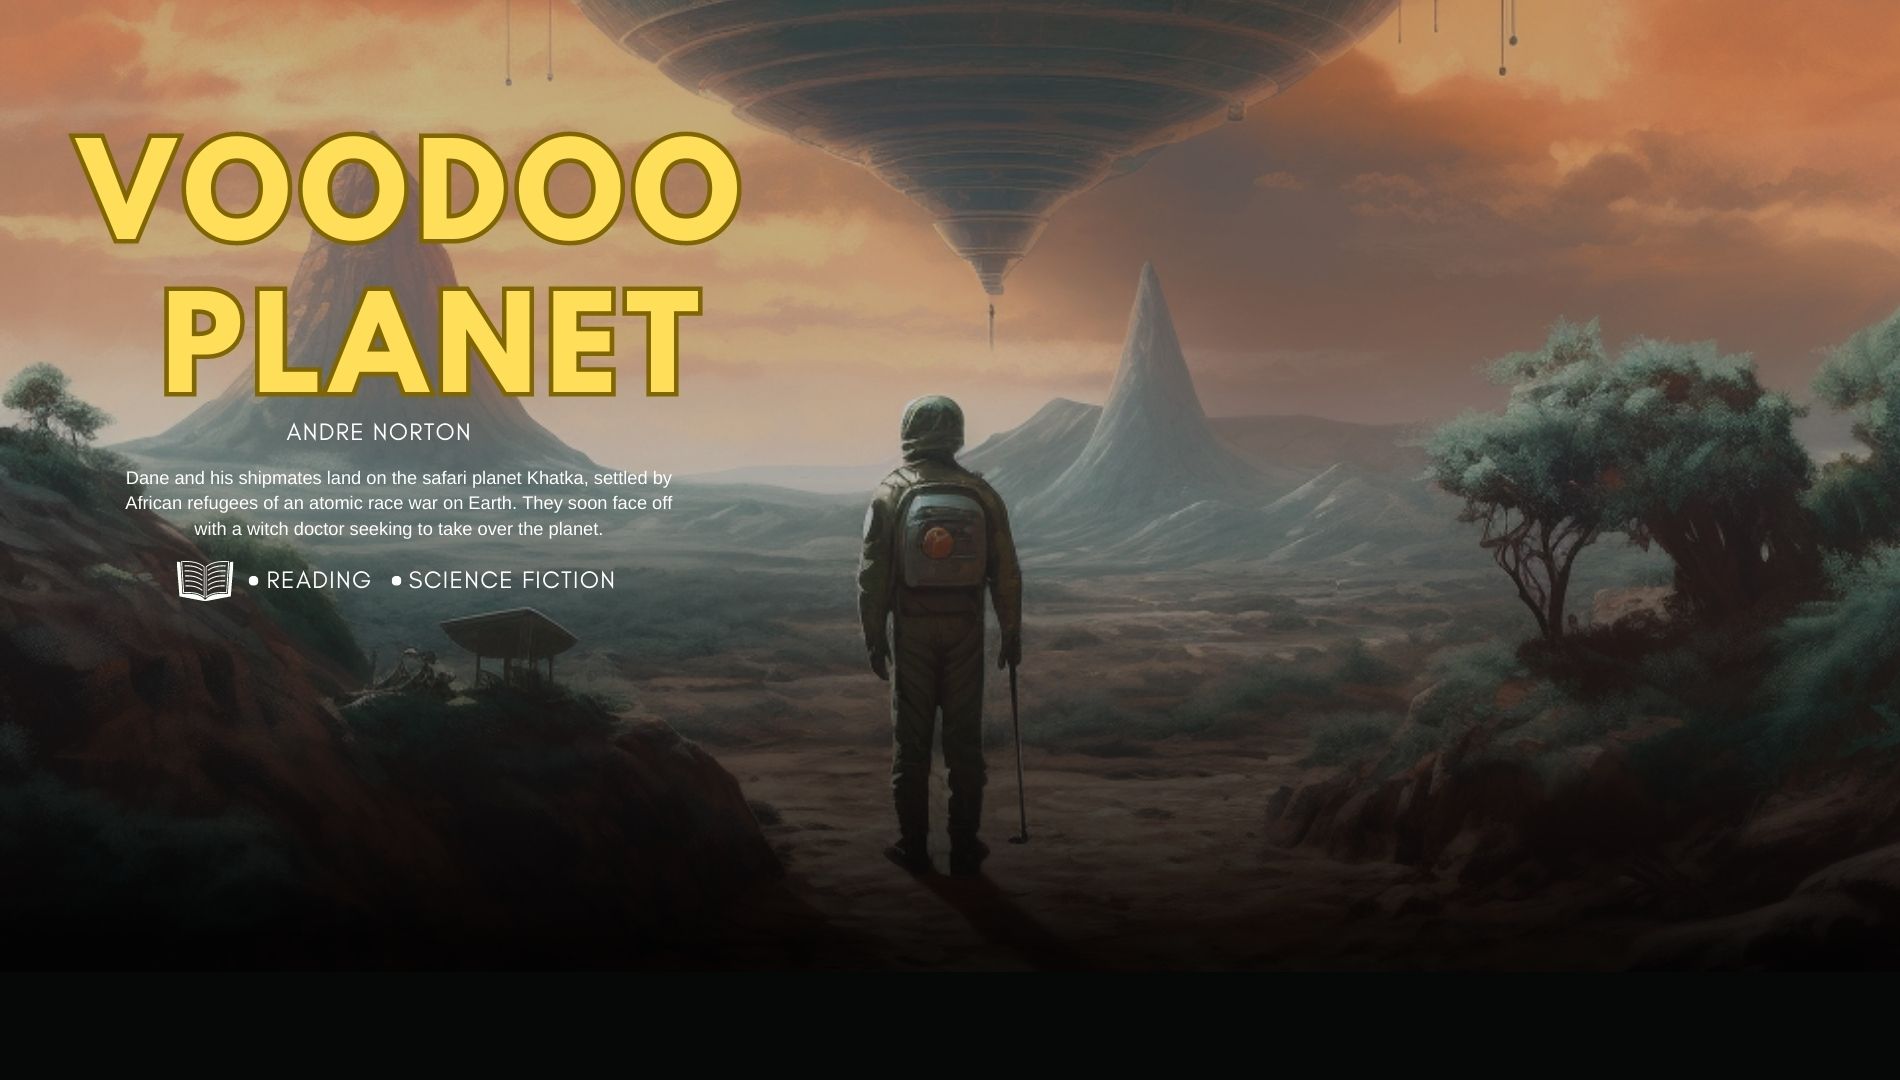 VOODOO
PLANET
ANDRE NORTON
Dane and his shipmates land on the safari planet Khatka, settled by
African refugees of an atomic race war on Earth. They soon face off
with a witch doctor seeking to take over the planet.
• READING • SCIENCE FICTION